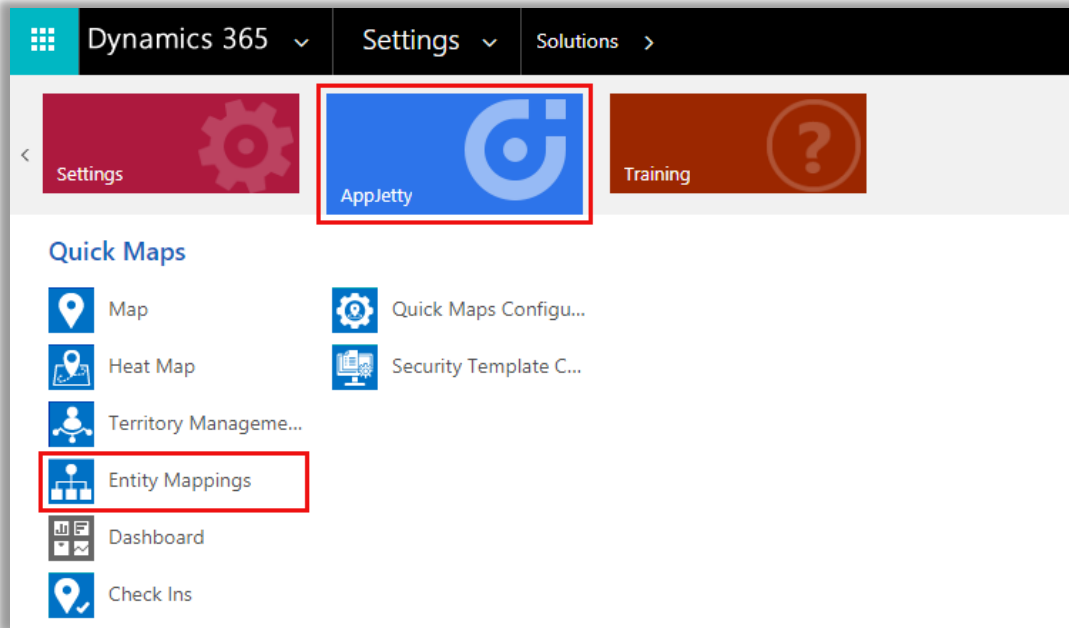 Dynamics 365 Settings Solutions
Settings AppJetty Training
Quick Maps
Map Quick Maps Configu...
Heat Map Security Template C...
Territory Manageme...
Entity Mappings
Dashboard
Check Ins